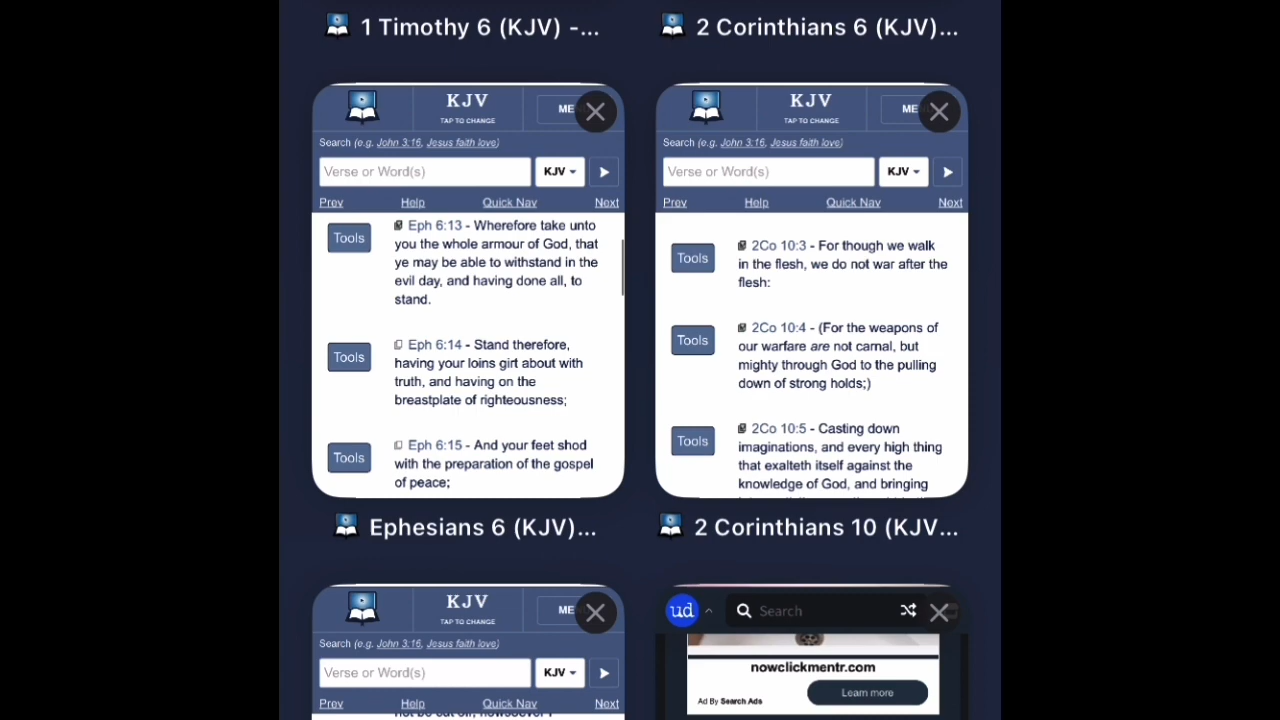 1 Timothy 6 (KJV) -...
2 Corinthians 6 (KJV)...
KJV
TAP TO CHANGE
ME
Search (e.g. John 3:16, Jesus faith love)
Verse or Word(s)
KJV
Prev Help Quick Nav Next
Tools
Eph 6:13 - Wherefore take unto
you the whole armour of God, that
ye may be able to withstand in the
evil day, and having done all, to
stand.
Tools
Eph 6:14 - Stand therefore,
having your loins girt about with
truth, and having on the
breastplate of righteousness;
Tools
Eph 6:15 - And your feet shod
with the preparation of the gospel
of peace;
Ephesians 6 (KJV)...
KJV
TAP TO CHANGE
ME
Search (e.g. John 3:16, Jesus faith love)
Verse or Word(s)
KJV
Prev Help Quick Nav Next
Tools
2Co 10:3 - For though we walk
in the flesh, we do not war after the
flesh:
Tools
2Co 10:4 - (For the weapons of
our warfare are not carnal, but
mighty through God to the pulling
down of strong holds;)
Tools
2Co 10:5 - Casting down
imaginations, and every high thing
that exalteth itself against the
knowledge of God, and bringing
2 Corinthians 10 (KJV...
KJV
TAP TO CHANGE
ME
Search (e.g. John 3:16, Jesus faith love)
Verse or Word(s)
KJV
Prev Help Quick Nav Next
ud
Search
nowclickmentr.com
Ad By Search Ads
Learn more